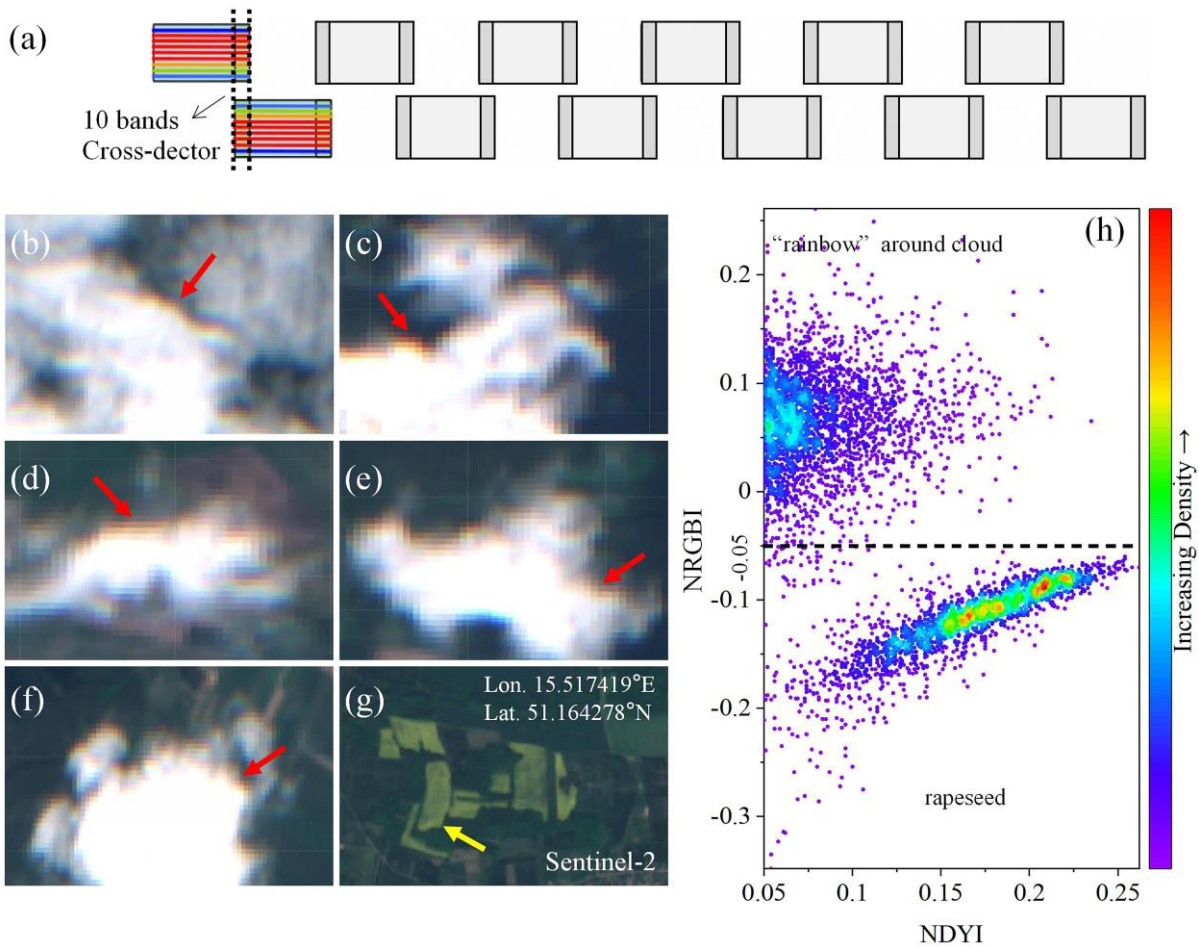 (a)
10 bands
Cross-dector
(b)
(c)
(d)
(e)
(f)
(g)
Lon. 15.517419°E
Lat. 51.164278°N
Sentinel-2
(h)
"rainbow" around cloud
rapeseed
NRGBI
0.2
0.1
0
-0.05
-0.1
-0.2
-0.3
0.05
0.1
0.15
0.2
0.25
NDYI
Increasing Density →